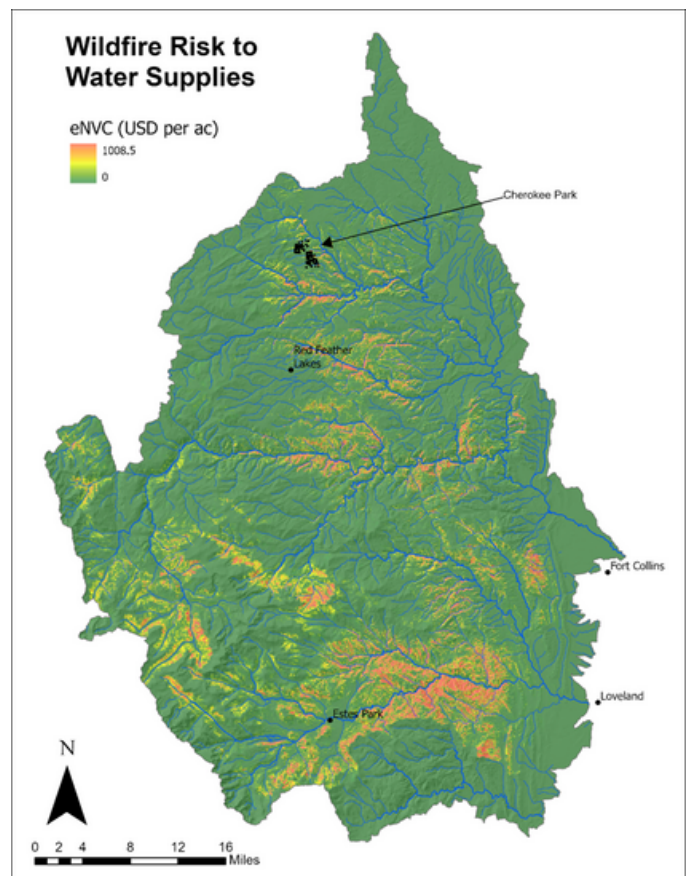 Wildfire Risk to
Water Supplies
eNVC (USD per ac)
1008.5
0
Cherokee Park
Red Feather
Lakes
Fort Collins
Loveland
Estes Park
N
0 2 4 8 12 16
Miles